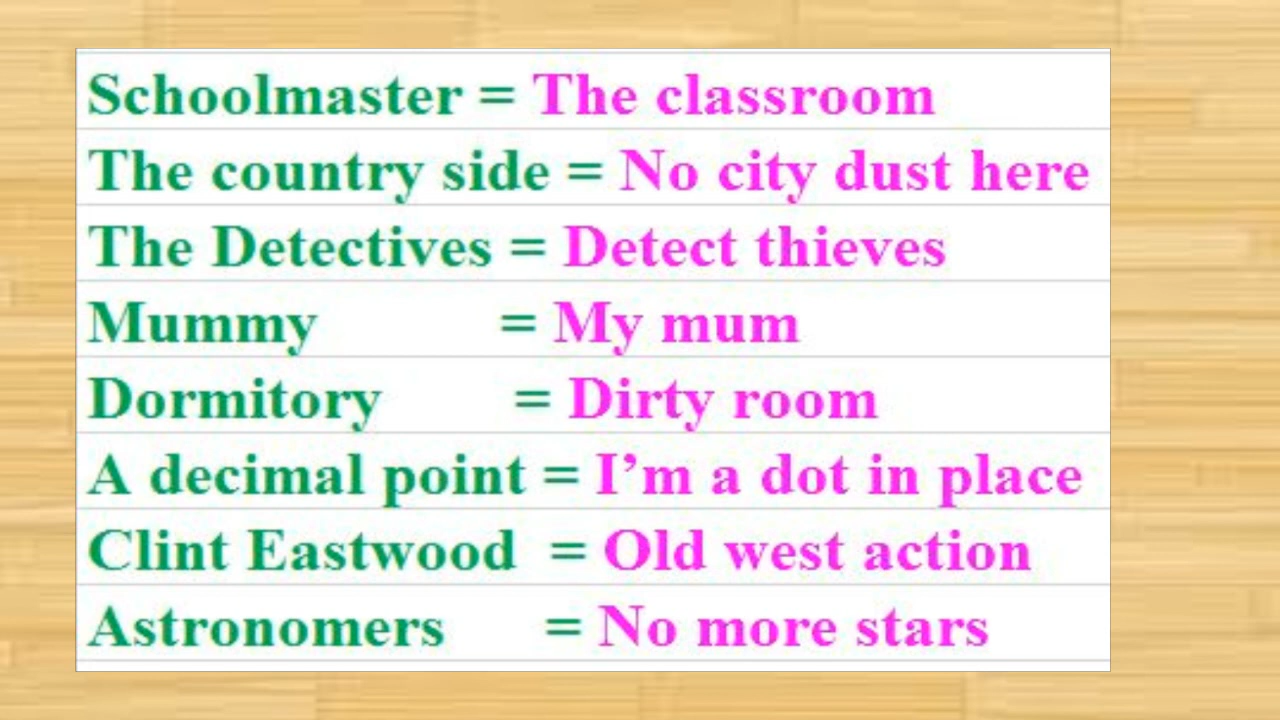 Schoolmaster = The classroom
The country side = No city dust here
The Detectives = Detect thieves
Mummy = My mum
Dormitory = Dirty room
A decimal point = I’m a dot in place
Clint Eastwood = Old west action
Astronomers = No more stars